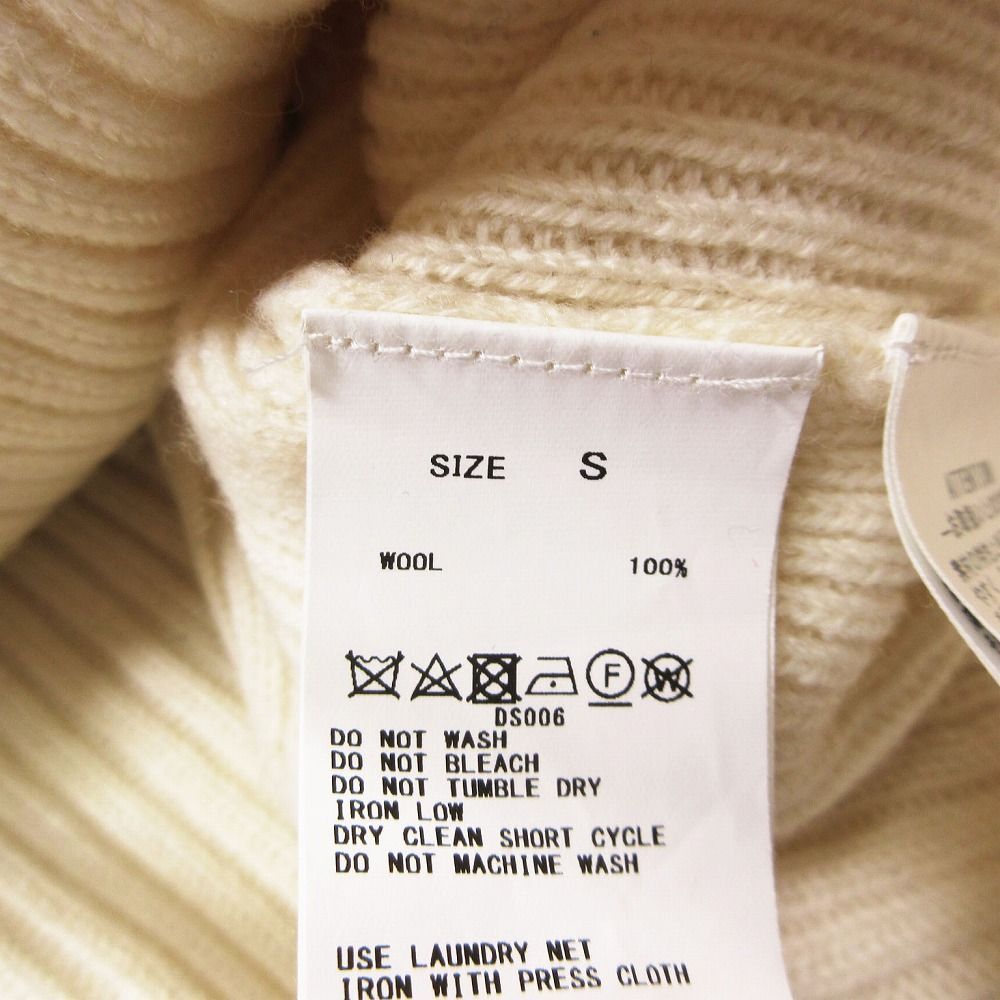 SIZE S
WOOL 100%
F W
DS006
DO NOT WASH
DO NOT BLEACH
DO NOT TUMBLE DRY
IRON LOW
DRY CLEAN SHORT CYCLE
DO NOT MACHINE WASH
USE LAUNDRY NET
IRON WITH PRESS CLOTH
ATTENTION